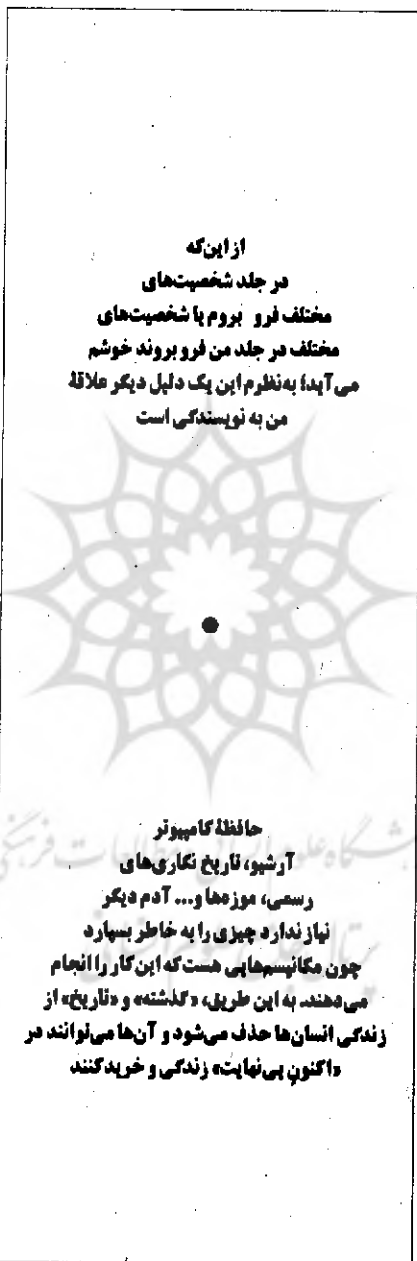 از این‌که
در جلد شخصیت‌های
مختلف فرو بروم یا شخصیت‌های
مختلف در جلد من فرو بروند خوشم
می‌آید؛ به‌نظرم این یک دلیل دیگر علاقهٔ
من به نویسندگی است
●
حافظهٔ کامپیوتر
آرشیو، تاریخ نگاری‌های
رسمی، موزه‌ها و... آدم دیگر
نیاز ندارد چیزی را به خاطر بسپارد
چون مکانیسم‌هایی هست که این کار را انجام
می‌دهند. به این طریق، «گذشته» و «تاریخ» از
زندگی انسان‌ها حذف می‌شود و آن‌ها می‌توانند در
«اکنونِ بی‌نهایت» زندگی و خرید کنند